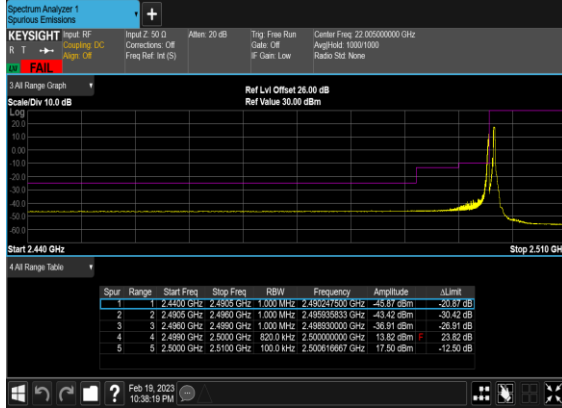 Spectrum Analyzer 1
Spurious Emissions
+
KEYSIGHT Input: RF Input Z: 50 Ω Atten: 20 dB Trig: Free Run Center Freq: 22.005000000 GHz
R T Coupling: DC Corrections: Off Gate: Off Avg|Hold: 1000/1000
Align: Off Freq Ref: Int (S) IF Gain: Low Radio Std: None
FAIL
3 All Range Graph Ref Lvl Offset 26.00 dB
Scale/Div 10.0 dB Ref Value 30.00 dBm
Log
20.0
10.0
0.00
-10.0
-20.0
-30.0
-40.0
-50.0
-60.0
Start 2.440 GHz Stop 2.510 GH
4 All Range Table
Spur Range Start Freq Stop Freq RBW Frequency Amplitude ΔLimit
1 1 2.4400 GHz 2.4905 GHz 1.000 MHz 2.490247500 GHz -45.87 dBm -20.87 dB
2 2 2.4905 GHz 2.4960 GHz 1.000 MHz 2.495935833 GHz -43.42 dBm -30.42 dB
3 3 2.4960 GHz 2.4990 GHz 1.000 MHz 2.498930000 GHz -36.91 dBm -26.91 dB
4 4 2.4990 GHz 2.5000 GHz 820.0 kHz 2.500000000 GHz 13.82 dBm F 23.82 dB
5 5 2.5000 GHz 2.5100 GHz 100.0 kHz 2.500616667 GHz 17.50 dBm -12.50 dB
? Feb 19, 2023
10:38:19 PM